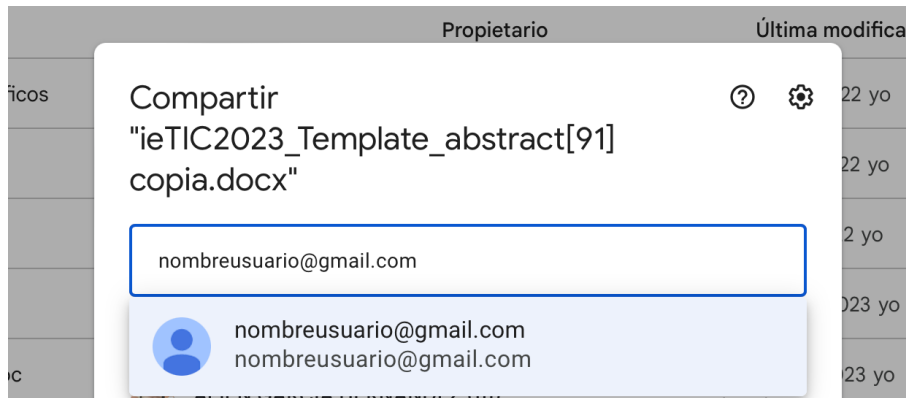 Propietario Última modifica
ficos
Compartir
"ieTIC2023_Template_abstract[91]
copia.docx"
22 yo
22 yo
2 yo
nombreusuario@gmail.com
023 yo
nombreusuario@gmail.com
nombreusuario@gmail.com
oc
23 yo